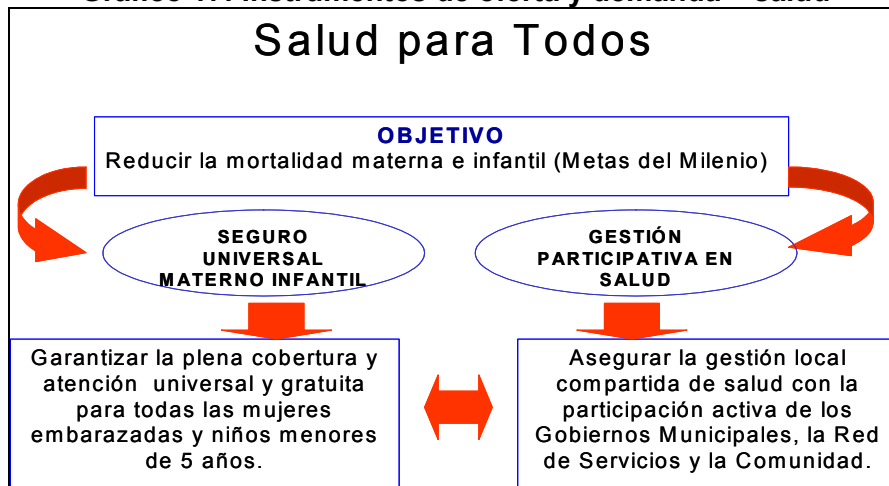 Salud para Todos
OBJETIVO
Reducir la mortalidad materna e infantil (Metas del Milenio)
SEGURO
UNIVERSAL
MATERNO INFANTIL
GESTIÓN
PARTICIPATIVA EN
SALUD
Garantizar la plena cobertura y
atención universal y gratuita
para todas las mujeres
embarazadas y niños menores
de 5 años.
Asegurar la gestión local
compartida de salud con la
participación activa de los
Gobiernos Municipales, la Red
de Servicios y la Comunidad.